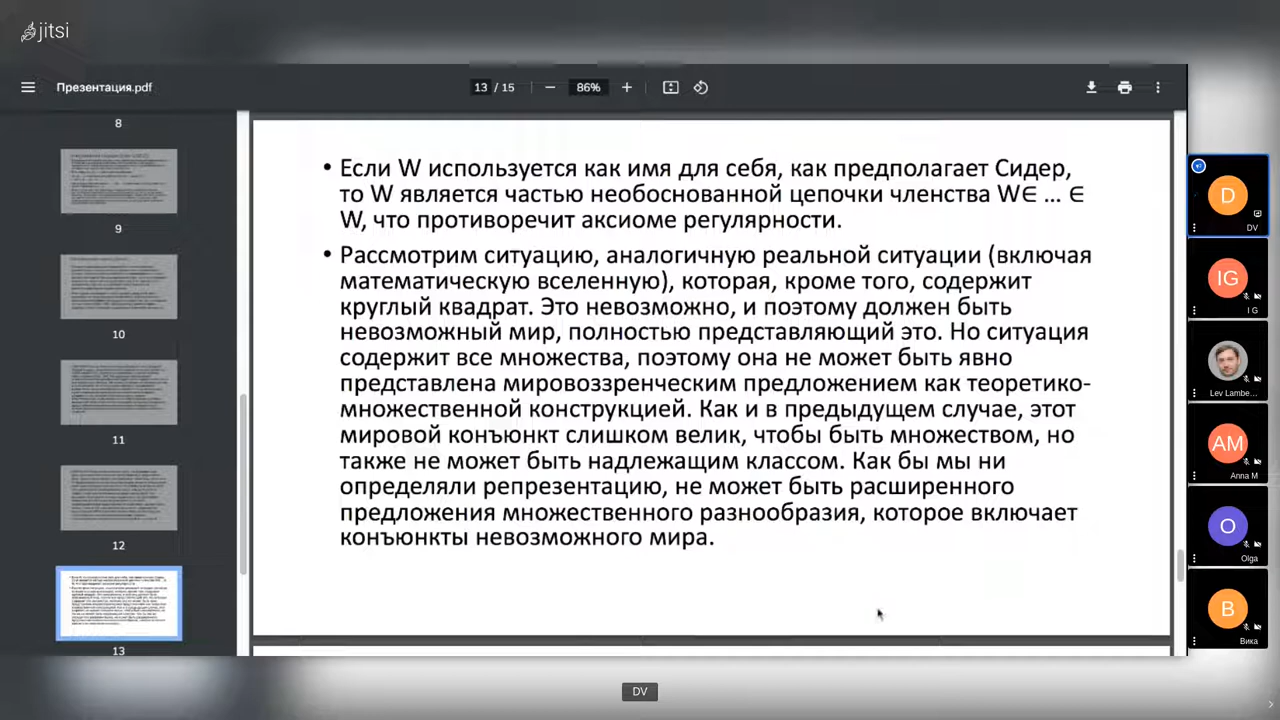 jitsi
Презентация.pdf
13 / 15
86%
8
9
10
11
12
13
• Если W используется как имя для себя, как предполагает Сидер,
то W является частью необоснованной цепочки членства W∈ ... ∈
W, что противоречит аксиоме регулярности.
• Рассмотрим ситуацию, аналогичную реальной ситуации (включая
математическую вселенную), которая, кроме того, содержит
круглый квадрат. Это невозможно, и поэтому должен быть
невозможный мир, полностью представляющий это. Но ситуация
содержит все множества, поэтому она не может быть явно
представлена мировоззренческим предложением как теоретико-
множественной конструкцией. Как и в предыдущем случае, этот
мировой конъюнкт слишком велик, чтобы быть множеством, но
также не может быть надлежащим классом. Как бы мы ни
определяли репрезентацию, не может быть расширенного
предложения множественного разнообразия, которое включает
конъюнкты невозможного мира.
D
DV
IG
I G
Lev Lambe...
AM
Anna M
O
Olga
В
Вика
DV